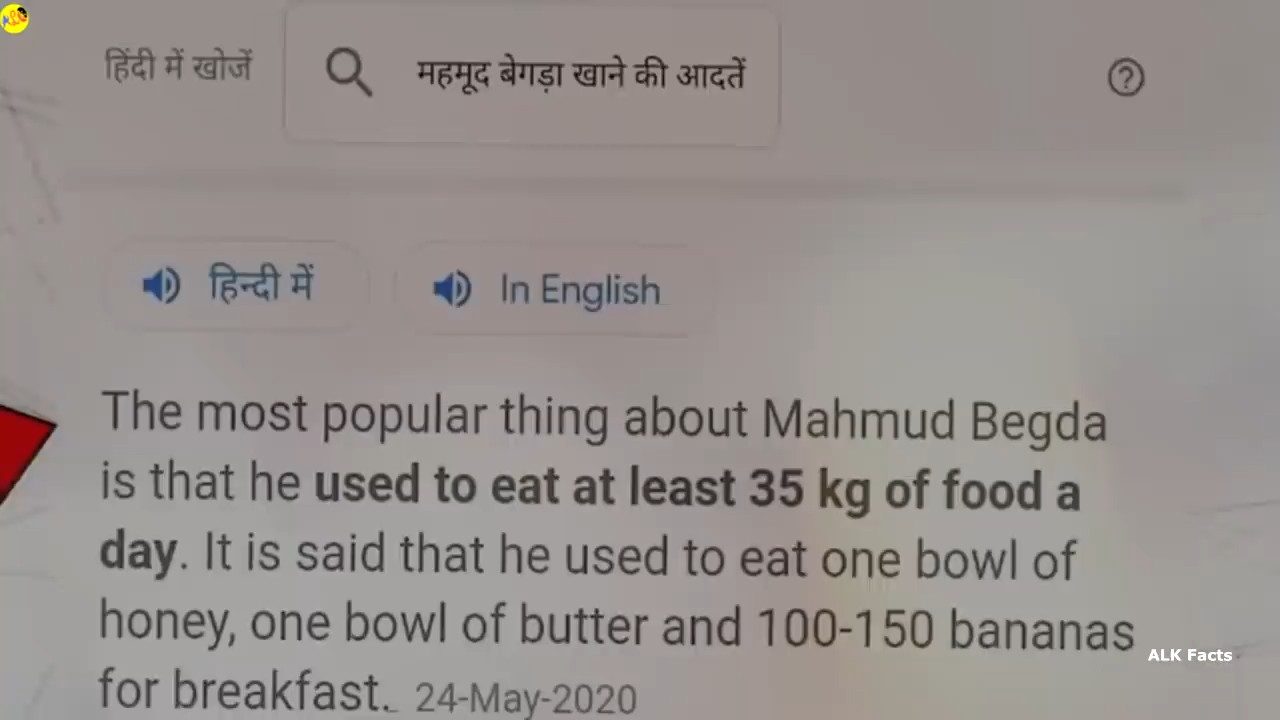 हिंदी में खोजें
महमूद बेगड़ा खाने की आदतें
हिन्दी में
In English
The most popular thing about Mahmud Begda
is that he used to eat at least 35 kg of food a
day. It is said that he used to eat one bowl of
honey, one bowl of butter and 100-150 bananas
for breakfast. 24-May-2020
ALK Facts